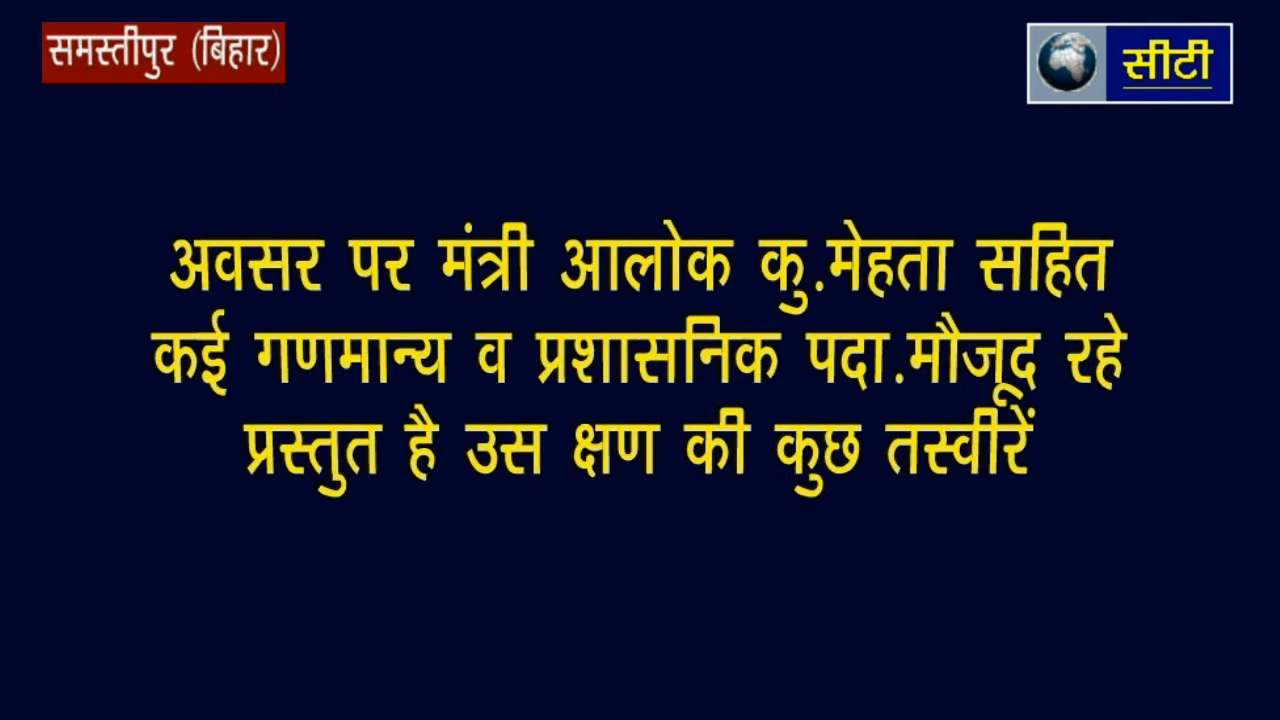 समस्तीपुर (बिहार)
सीटी
अवसर पर मंत्री आलोक कु.मेहता सहित
कई गणमान्य व प्रशासनिक पदा.मौजूद रहे
प्रस्तुत है उस क्षण की कुछ तस्वीरें